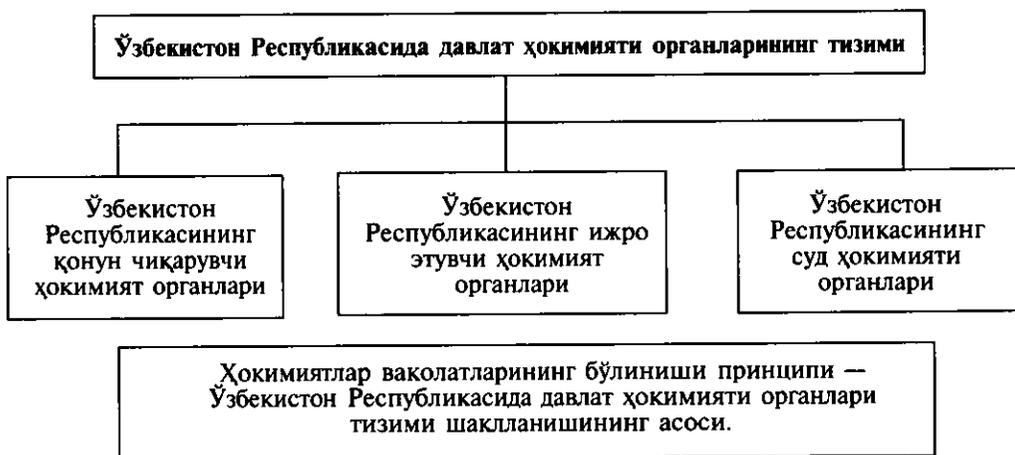 Ўзбекистон Республикасида давлат ҳокимияти органларининг тизими
Ўзбекистон
Республикасининг
қонун чиқарувчи
ҳокимият органлари
Ўзбекистон
Республикасининг ижро
этувчи ҳокимият
органлари
Ўзбекистон
Республикасининг
суд ҳокимияти
органлари
Ҳокимиятлар ваколатларининг бўлиниши принципи —
Ўзбекистон Республикасида давлат ҳокимияти органлари
тизими шаклланишининг асоси.